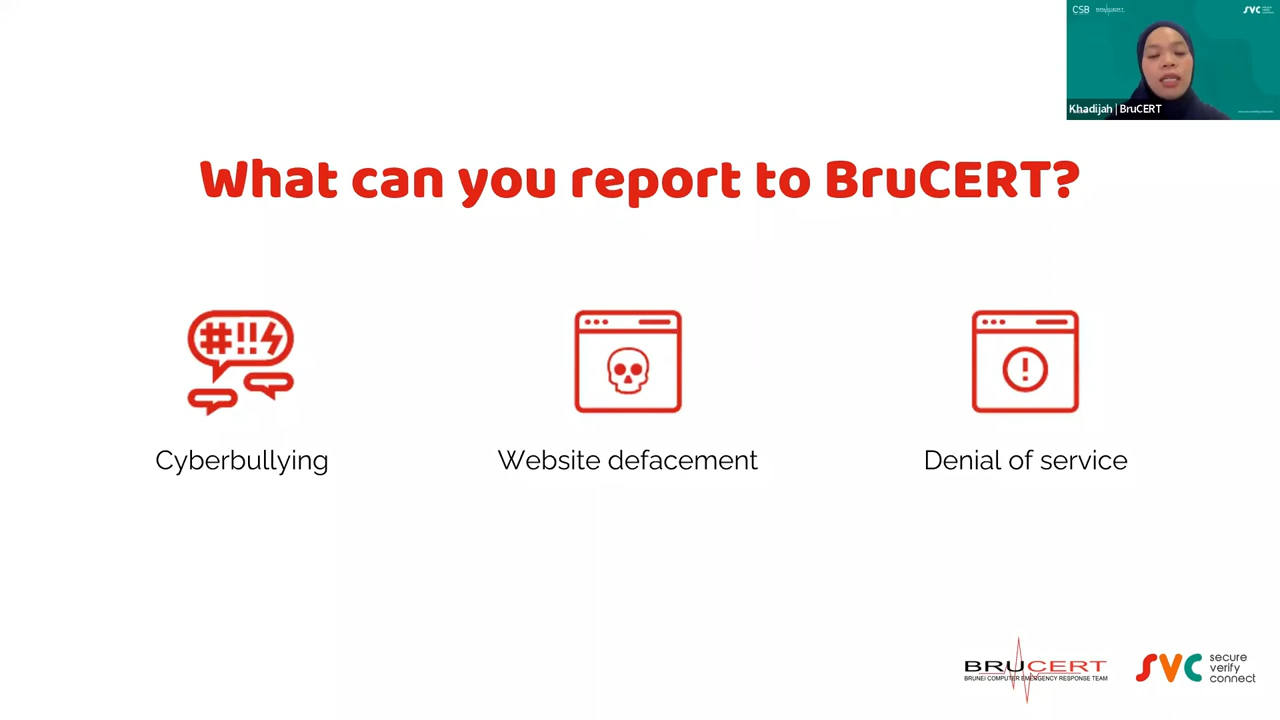 CSB
SVC
Khadijah | BruCERT
What can you report to BruCERT?
#!!
Cyberbullying
Website defacement
!
Denial of service
BRUCERT
BRUNEI COMPUTER EMERGENCY RESPONSE TEAM
SVC
secure
verify
connect